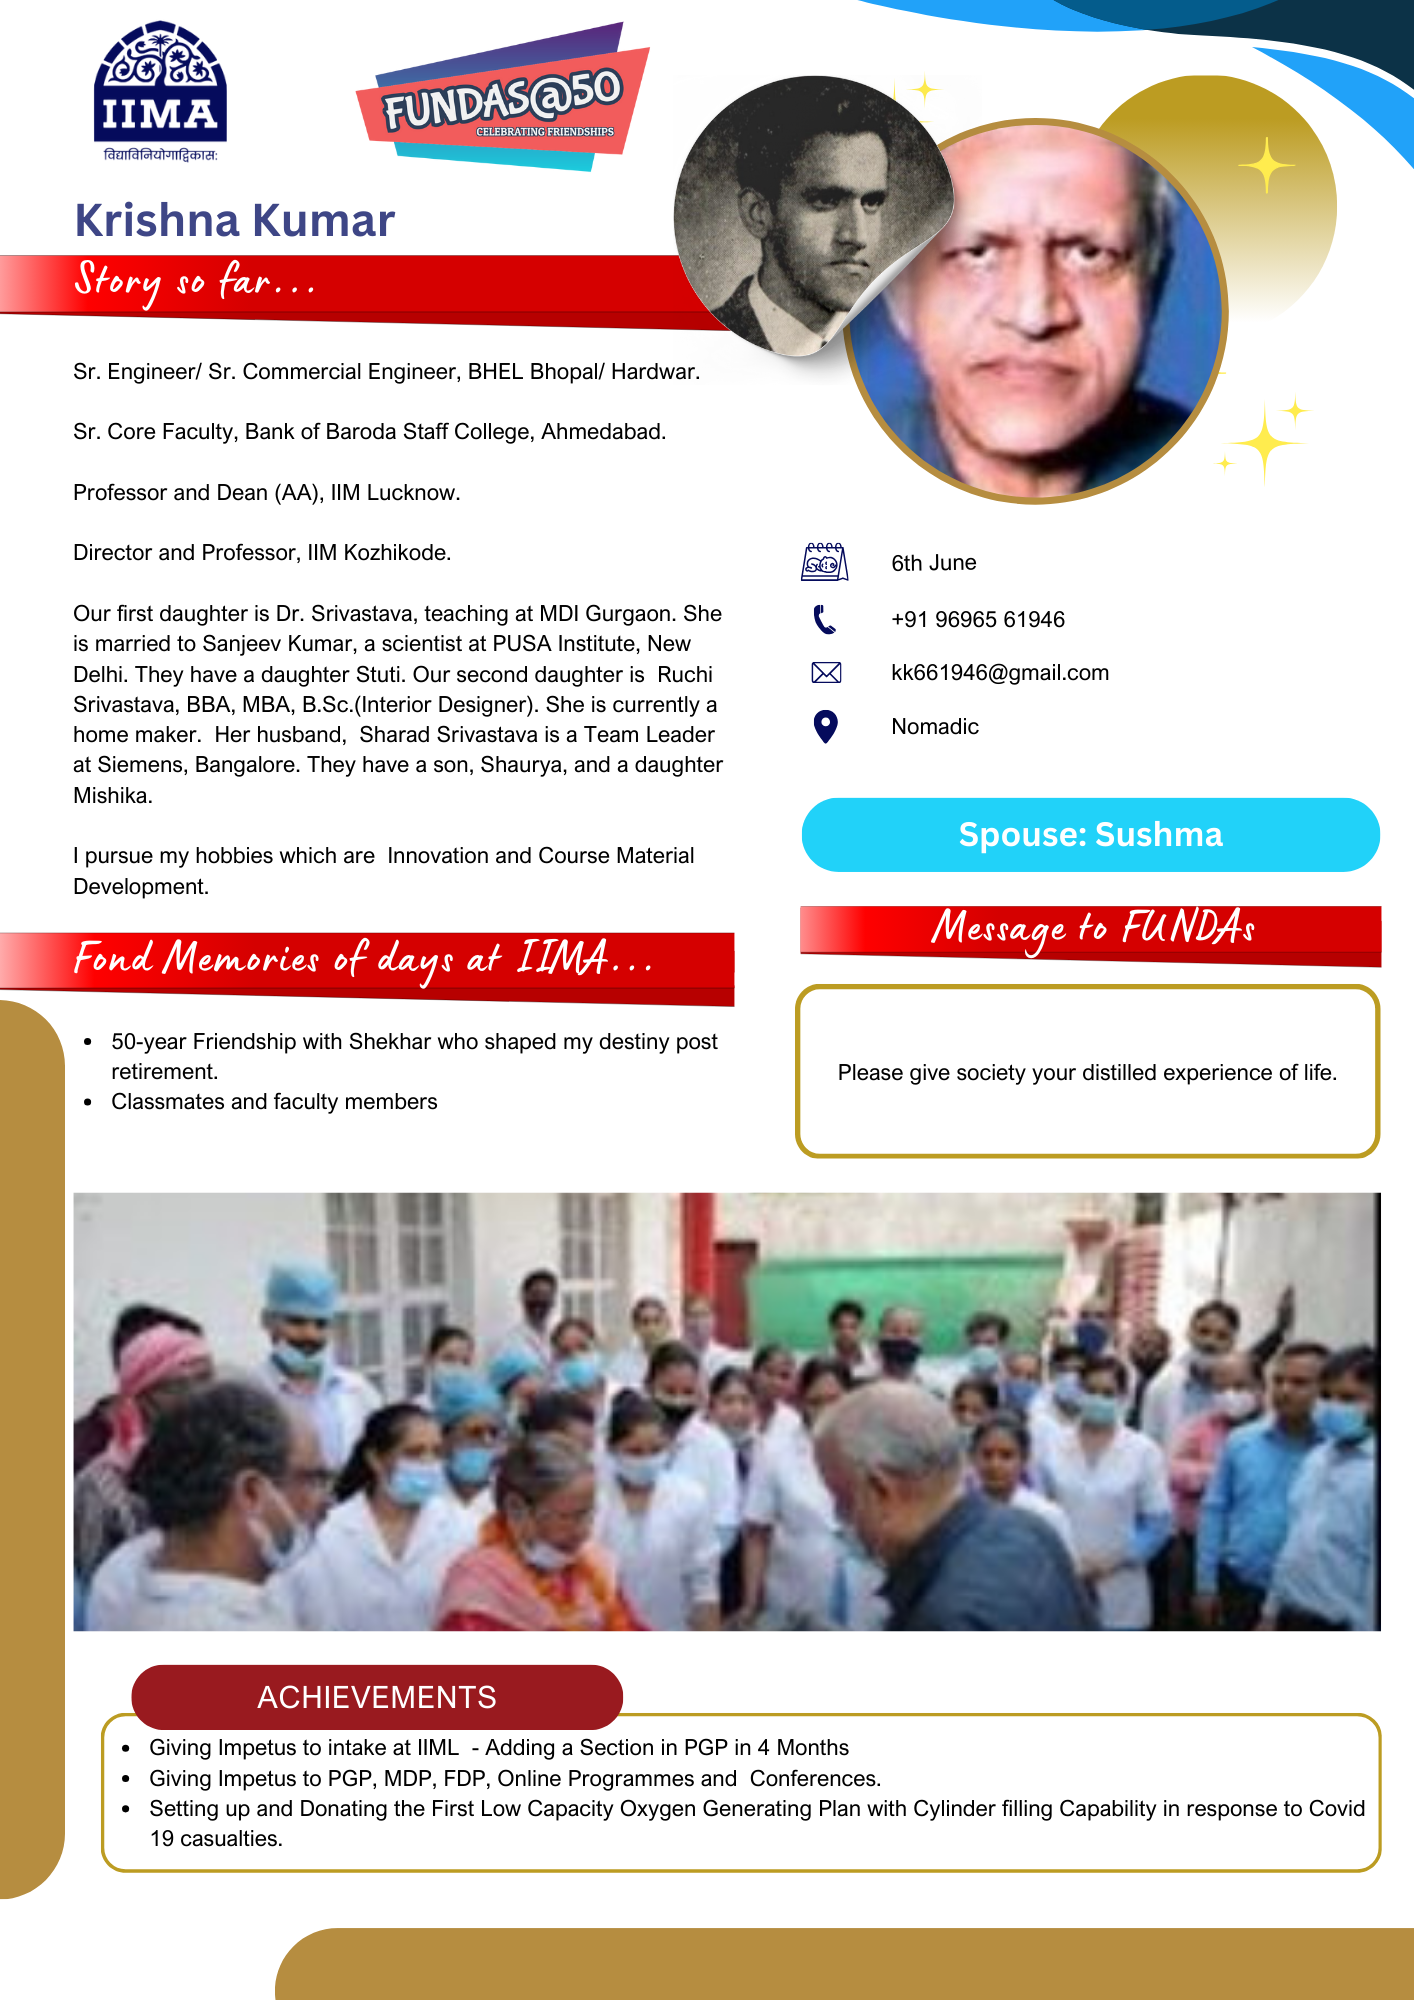 IIMA
विद्याविनियोगाद्विकास:
FUNDAS@50
CELEBRATING FRIENDSHIPS
Krishna Kumar
Story so far...
Sr. Engineer/ Sr. Commercial Engineer, BHEL Bhopal/ Hardwar.
Sr. Core Faculty, Bank of Baroda Staff College, Ahmedabad.
Professor and Dean (AA), IIM Lucknow.
Director and Professor, IIM Kozhikode.
Our first daughter is Dr. Srivastava, teaching at MDI Gurgaon. She
is married to Sanjeev Kumar, a scientist at PUSA Institute, New
Delhi. They have a daughter Stuti. Our second daughter is  Ruchi
Srivastava, BBA, MBA, B.Sc.(Interior Designer). She is currently a
home maker.  Her husband,  Sharad Srivastava is a Team Leader
at Siemens, Bangalore. They have a son, Shaurya, and a daughter
Mishika.
I pursue my hobbies which are  Innovation and Course Material
Development.
6th June
+91 96965 61946
kk661946@gmail.com
Nomadic
Spouse: Sushma
Fond Memories of days at IIMA...
• 50-year Friendship with Shekhar who shaped my destiny post
retirement.
• Classmates and faculty members
Message to FUNDAs
Please give society your distilled experience of life.
ACHIEVEMENTS
• Giving Impetus to intake at IIML  - Adding a Section in PGP in 4 Months
• Giving Impetus to PGP, MDP, FDP, Online Programmes and  Conferences.
• Setting up and Donating the First Low Capacity Oxygen Generating Plan with Cylinder filling Capability in response to Covid
19 casualties.